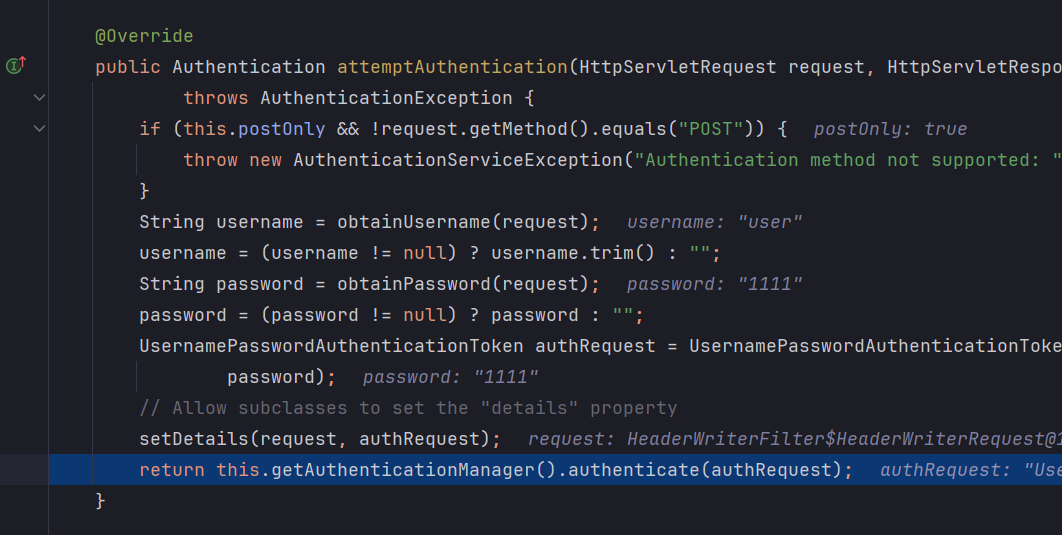 @Override
public Authentication attemptAuthentication(HttpServletRequest request, HttpServletRespo
throws AuthenticationException {
if (this.postOnly && !request.getMethod().equals("POST")) { postOnly: true
throw new AuthenticationServiceException("Authentication method not supported: "
}
String username = obtainUsername(request); username: "user"
username = (username != null) ? username.trim() : "";
String password = obtainPassword(request); password: "1111"
password = (password != null) ? password : "";
UsernamePasswordAuthenticationToken authRequest = UsernamePasswordAuthenticationToke
password); password: "1111"
// Allow subclasses to set the "details" property
setDetails(request, authRequest); request: HeaderWriterFilter$HeaderWriterRequest@1
return this.getAuthenticationManager().authenticate(authRequest); authRequest: "Use
}